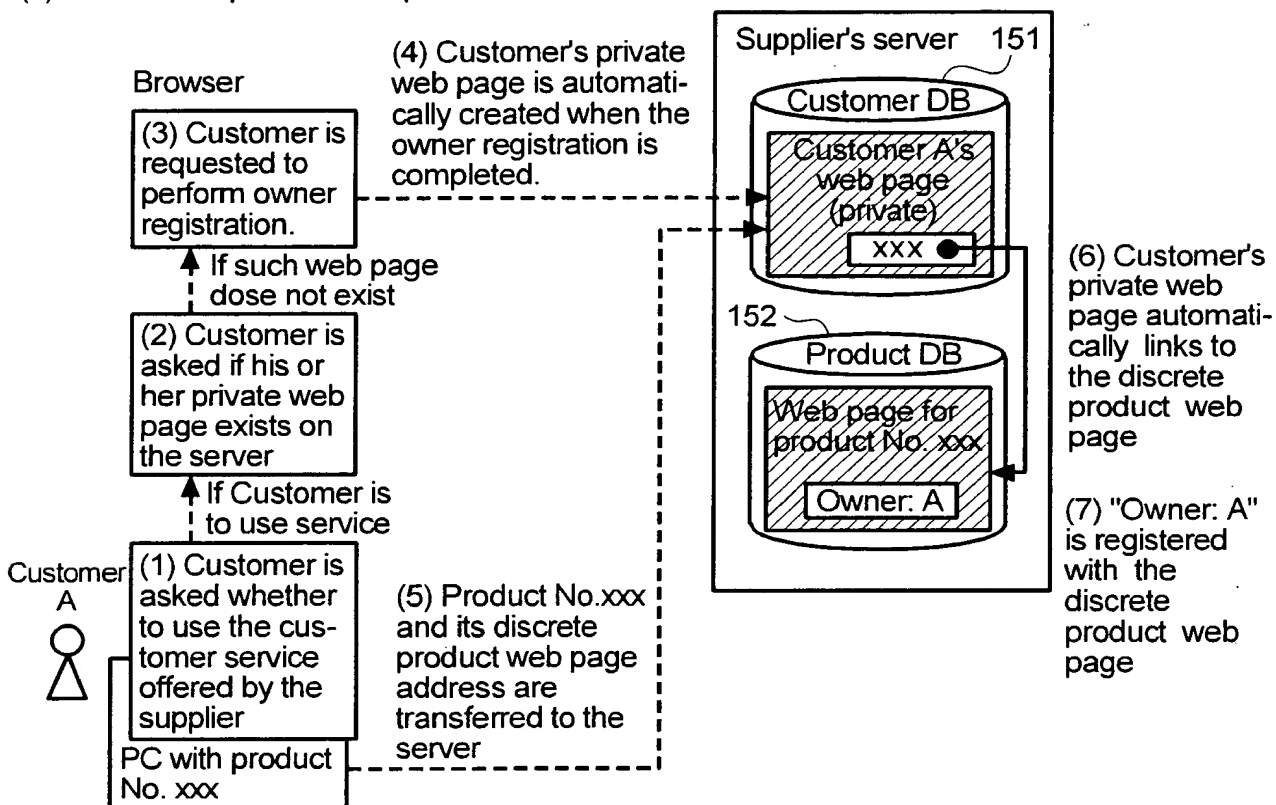 Browser
(3) Customer is
requested to
perform owner
registration.
If such web page
dose not exist
(2) Customer is
asked if his or
her private web
page exists on
the server
If Customer is
to use service
Customer
A
(1) Customer is
asked whether
to use the cus-
tomer service
offered by the
supplier
PC with product
No. xxx
(4) Customer's private
web page is automati-
cally created when the
owner registration is
completed.
(5) Product No.xxx
and its discrete
product web page
address are
transferred to the
server
Supplier's server
151
Customer DB
Customer A's
web page
(private)
xxx
152
Product DB
Web page for
product No. xxx
Owner: A
(6) Customer's
private web
page automati-
cally links to
the discrete
product web
page
(7) "Owner: A"
is registered
with the
discrete
product web
page